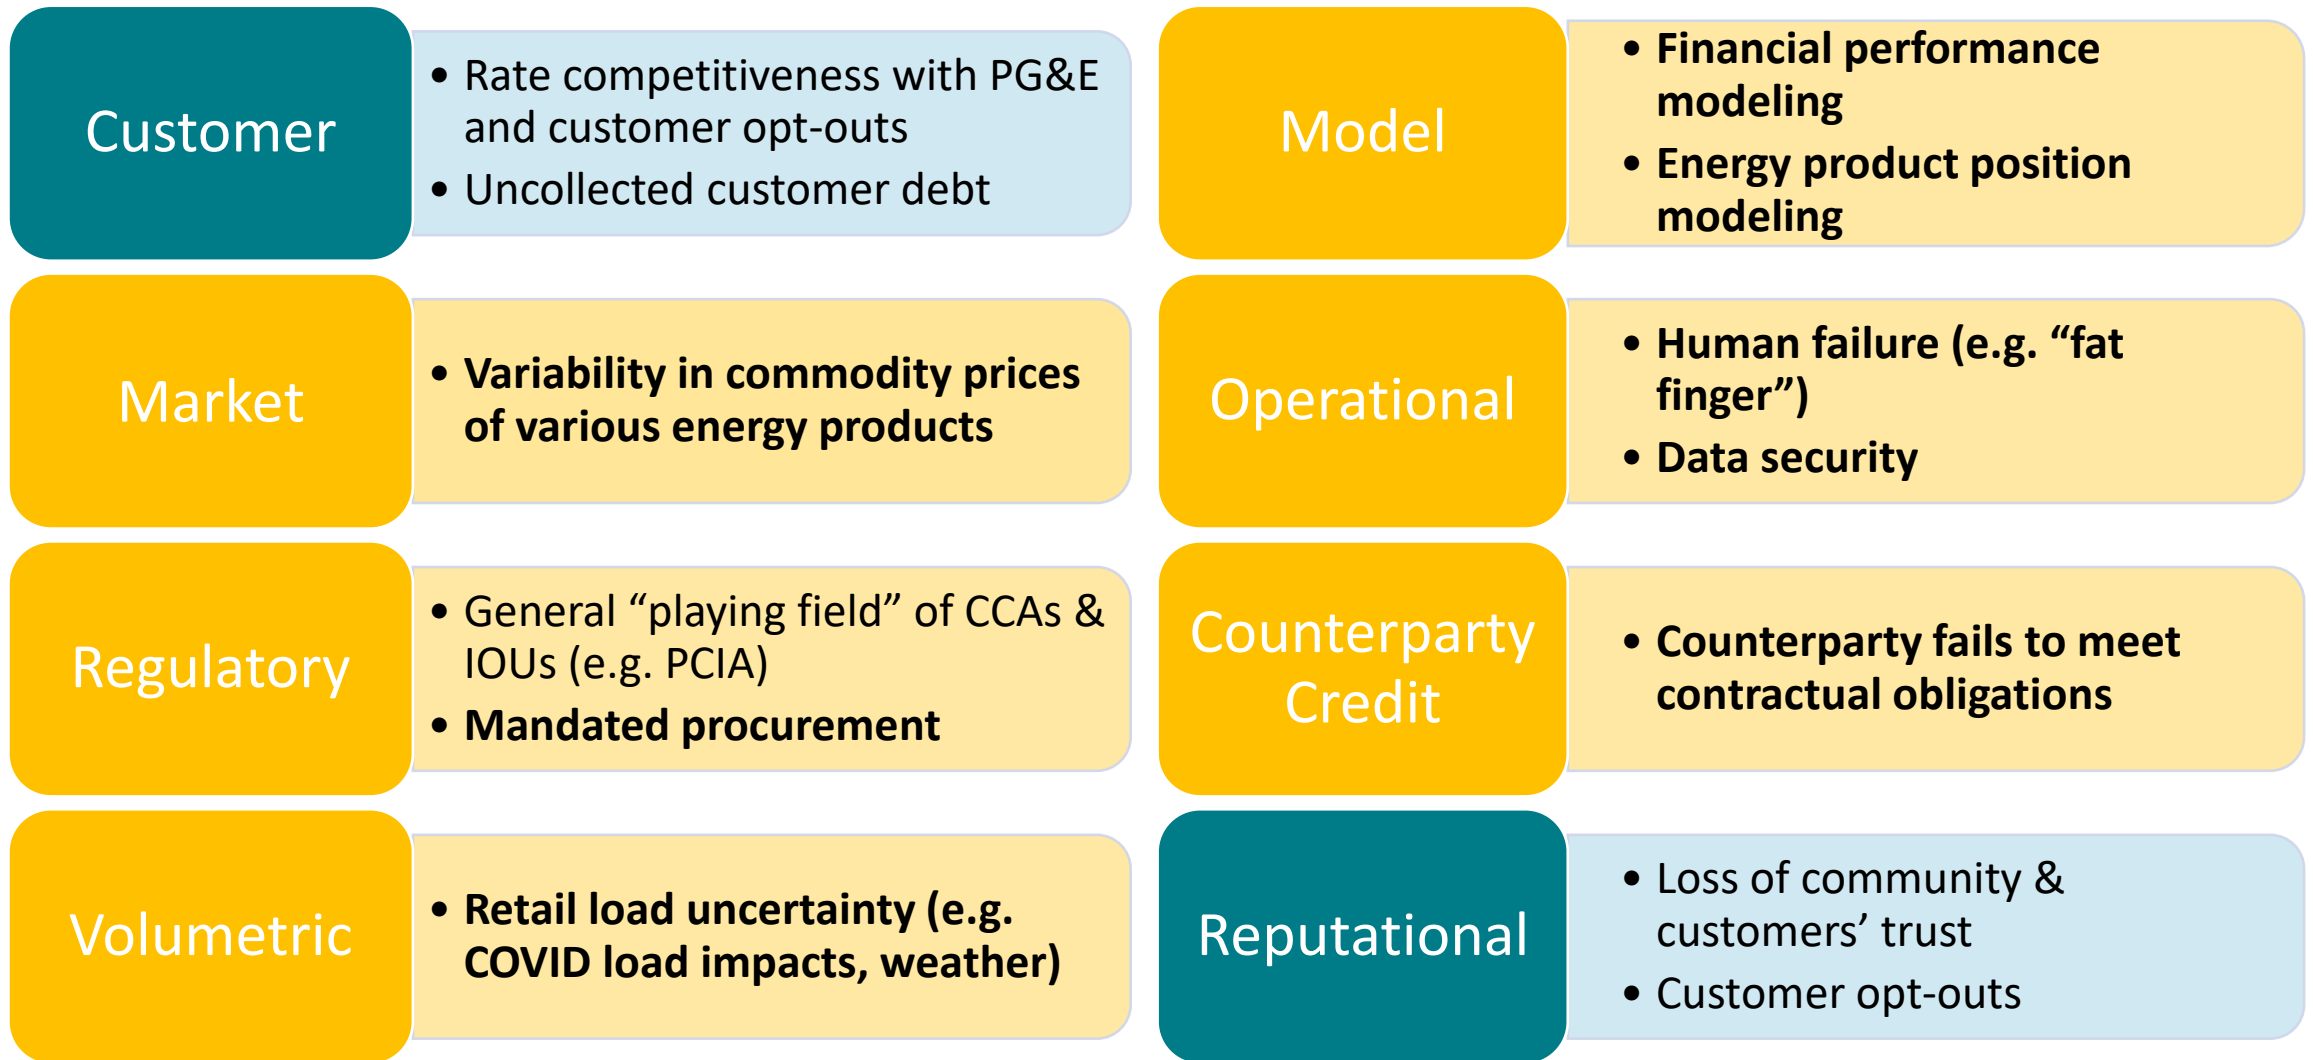 Customer
• Rate competitiveness with PG&E
and customer opt-outs
• Uncollected customer debt
Market
• Variability in commodity prices
of various energy products
Regulatory
• General “playing field” of CCAs &
IOUs (e.g. PCIA)
• Mandated procurement
Volumetric
• Retail load uncertainty (e.g.
COVID load impacts, weather)
Model
• Financial performance
modeling
• Energy product position
modeling
Operational
• Human failure (e.g. “fat
finger”)
• Data security
Counterparty
Credit
• Counterparty fails to meet
contractual obligations
Reputational
• Loss of community &
customers’ trust
• Customer opt-outs